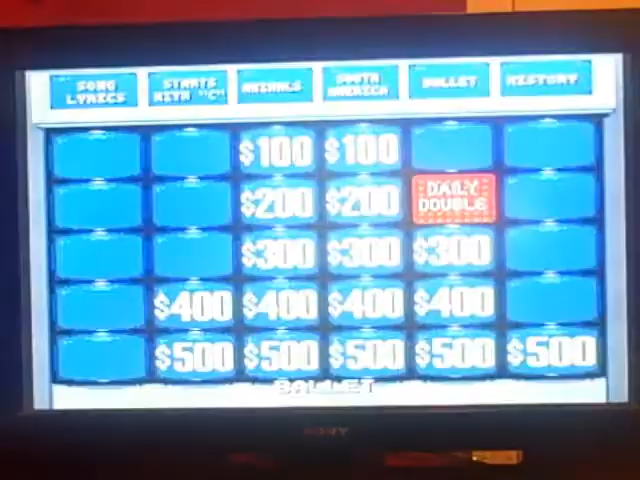 SONG LYRICS
STARTS WITH "C"
ANIMALS
SOUTH AMERICA
BALLET
HISTORY
$100 $100
$200 $200 DAILY DOUBLE
$300 $300 $300
$400 $400 $400 $400
$500 $500 $500 $500 $500
BALLET
SONY